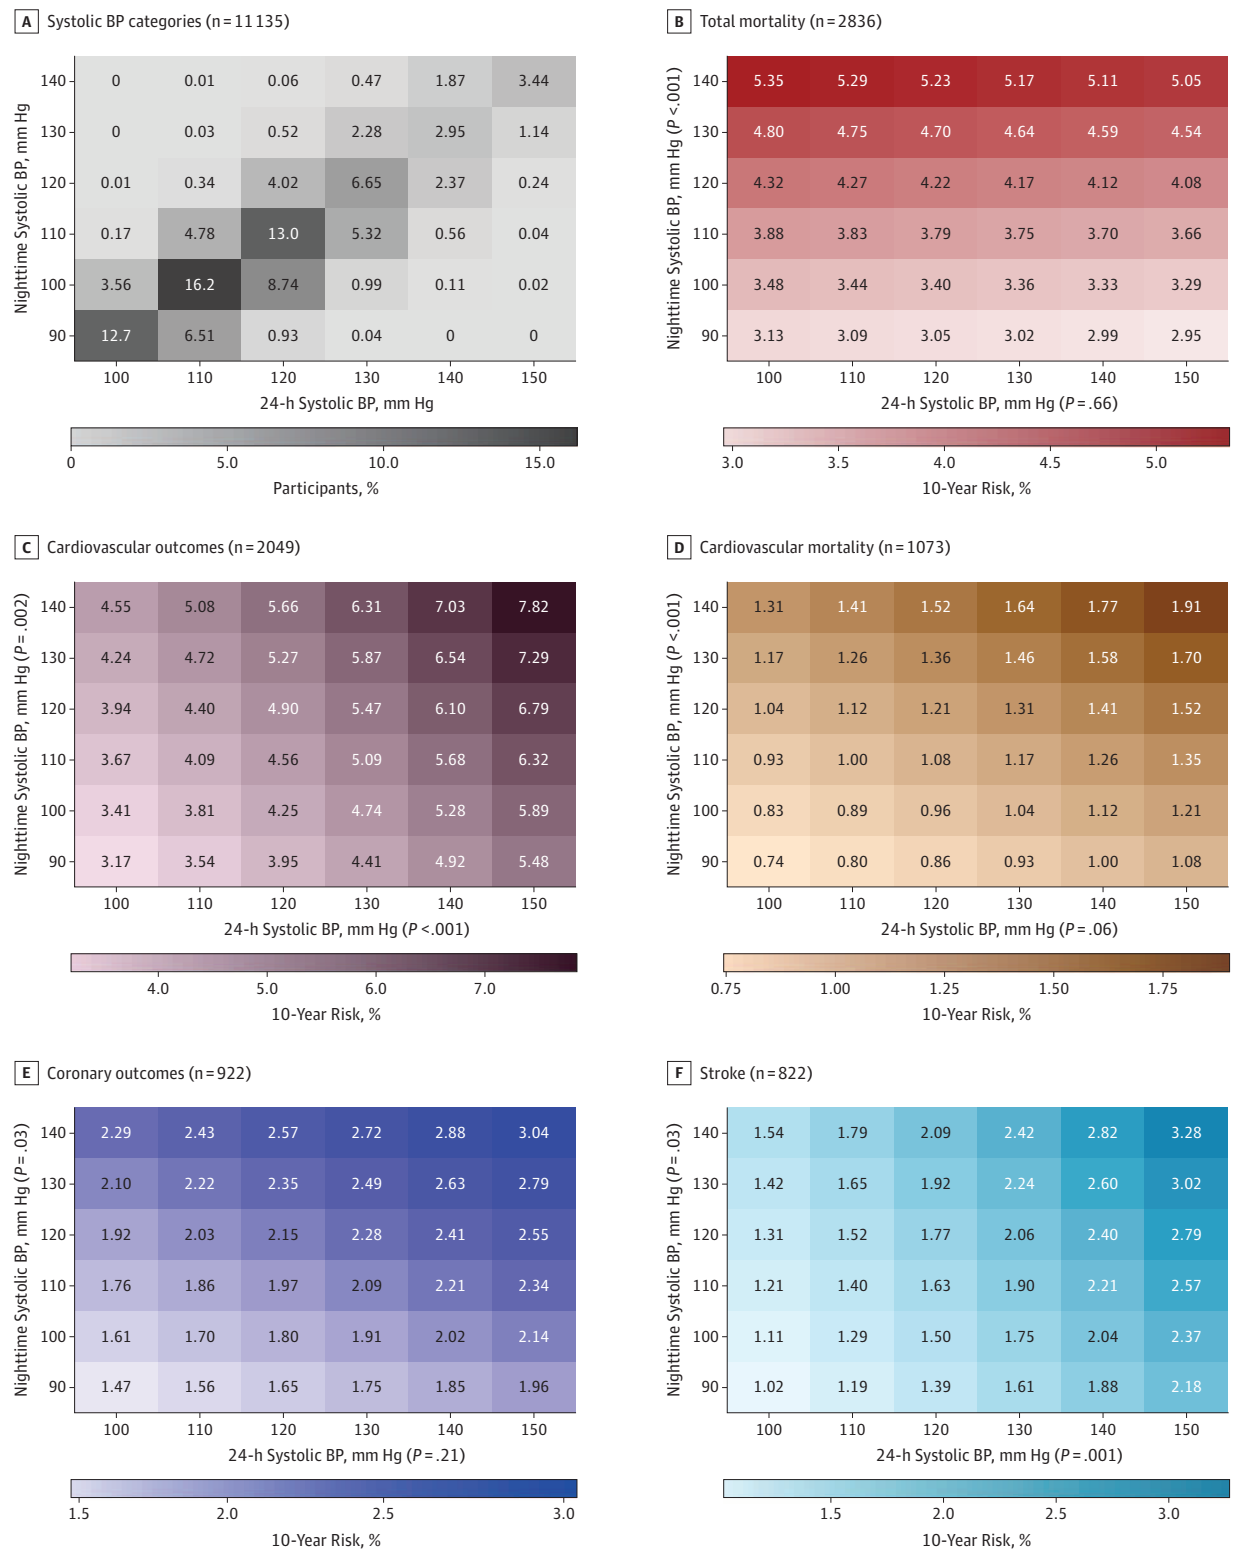 A Systolic BP categories (n = 11 135)
Nighttime Systolic BP, mm Hg
140 0 0.01 0.06 0.47 1.87 3.44
130 0 0.03 0.52 2.28 2.95 1.14
120 0.01 0.34 4.02 6.65 2.37 0.24
110 0.17 4.78 13.0 5.32 0.56 0.04
100 3.56 16.2 8.74 0.99 0.11 0.02
90 12.7 6.51 0.93 0.04 0 0
100 110 120 130 140 150
24-h Systolic BP, mm Hg
0 5.0 10.0 15.0
Participants, %
B Total mortality (n = 2836)
Nighttime Systolic BP, mm Hg (P <.001)
140 5.35 5.29 5.23 5.17 5.11 5.05
130 4.80 4.75 4.70 4.64 4.59 4.54
120 4.32 4.27 4.22 4.17 4.12 4.08
110 3.88 3.83 3.79 3.75 3.70 3.66
100 3.48 3.44 3.40 3.36 3.33 3.29
90 3.13 3.09 3.05 3.02 2.99 2.95
100 110 120 130 140 150
24-h Systolic BP, mm Hg (P = .66)
3.0 3.5 4.0 4.5 5.0
10-Year Risk, %
C Cardiovascular outcomes (n = 2049)
Nighttime Systolic BP, mm Hg (P = .002)
140 4.55 5.08 5.66 6.31 7.03 7.82
130 4.24 4.72 5.27 5.87 6.54 7.29
120 3.94 4.40 4.90 5.47 6.10 6.79
110 3.67 4.09 4.56 5.09 5.68 6.32
100 3.41 3.81 4.25 4.74 5.28 5.89
90 3.17 3.54 3.95 4.41 4.92 5.48
100 110 120 130 140 150
24-h Systolic BP, mm Hg (P <.001)
4.0 5.0 6.0 7.0
10-Year Risk, %
D Cardiovascular mortality (n = 1073)
Nighttime Systolic BP, mm Hg (P <.001)
140 1.31 1.41 1.52 1.64 1.77 1.91
130 1.17 1.26 1.36 1.46 1.58 1.70
120 1.04 1.12 1.21 1.31 1.41 1.52
110 0.93 1.00 1.08 1.17 1.26 1.35
100 0.83 0.89 0.96 1.04 1.12 1.21
90 0.74 0.80 0.86 0.93 1.00 1.08
100 110 120 130 140 150
24-h Systolic BP, mm Hg (P = .06)
0.75 1.00 1.25 1.50 1.75
10-Year Risk, %
E Coronary outcomes (n = 922)
Nighttime Systolic BP, mm Hg (P = .03)
140 2.29 2.43 2.57 2.72 2.88 3.04
130 2.10 2.22 2.35 2.49 2.63 2.79
120 1.92 2.03 2.15 2.28 2.41 2.55
110 1.76 1.86 1.97 2.09 2.21 2.34
100 1.61 1.70 1.80 1.91 2.02 2.14
90 1.47 1.56 1.65 1.75 1.85 1.96
100 110 120 130 140 150
24-h Systolic BP, mm Hg (P = .21)
1.5 2.0 2.5 3.0
10-Year Risk, %
F Stroke (n = 822)
Nighttime Systolic BP, mm Hg (P = .03)
140 1.54 1.79 2.09 2.42 2.82 3.28
130 1.42 1.65 1.92 2.24 2.60 3.02
120 1.31 1.52 1.77 2.06 2.40 2.79
110 1.21 1.40 1.63 1.90 2.21 2.57
100 1.11 1.29 1.50 1.75 2.04 2.37
90 1.02 1.19 1.39 1.61 1.88 2.18
100 110 120 130 140 150
24-h Systolic BP, mm Hg (P = .001)
1.5 2.0 2.5 3.0
10-Year Risk, %